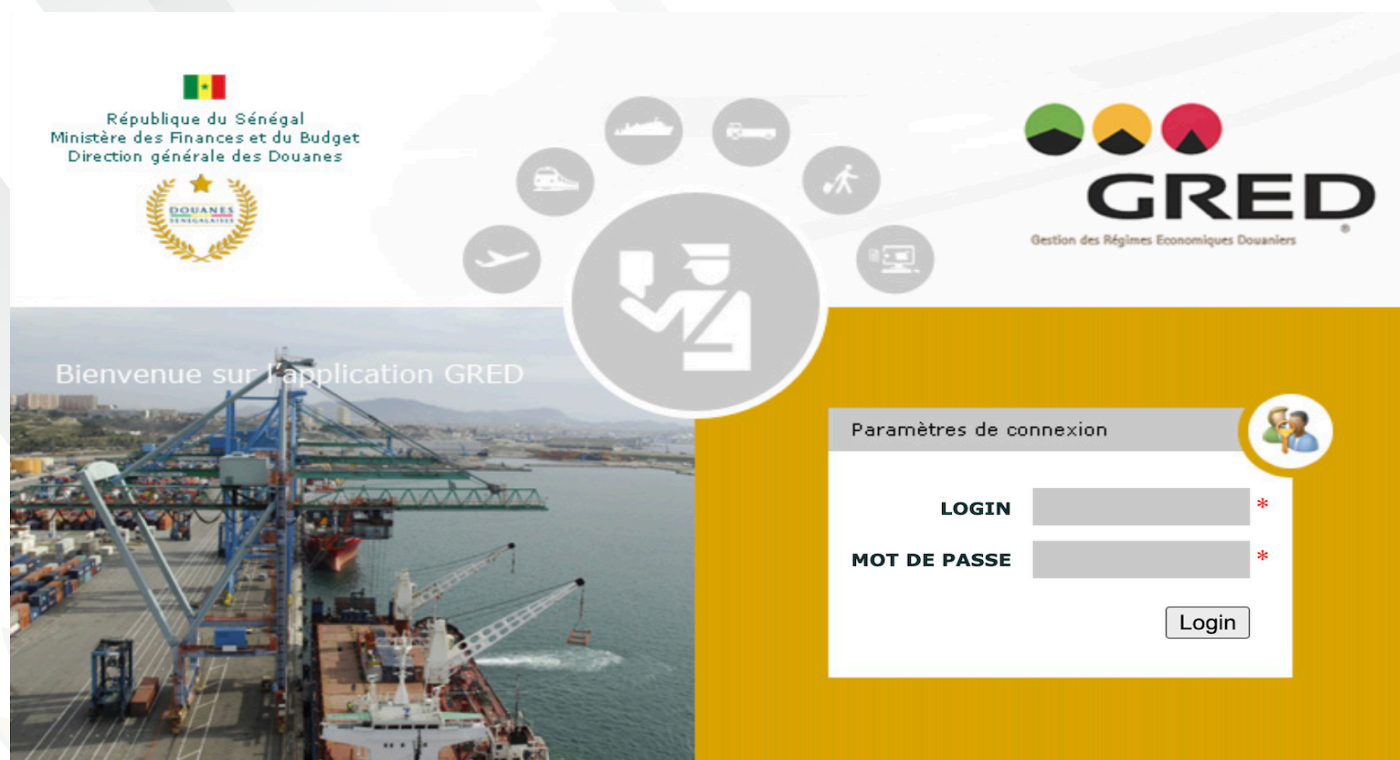 République du Sénégal
Ministère des Finances et du Budget
Direction générale des Douanes
DOUANES
SENEGALAISES
GRED
®
Gestion des Régimes Economiques Douaniers
Bienvenue sur l'application GRED
Paramètres de connexion
LOGIN *
MOT DE PASSE *
Login